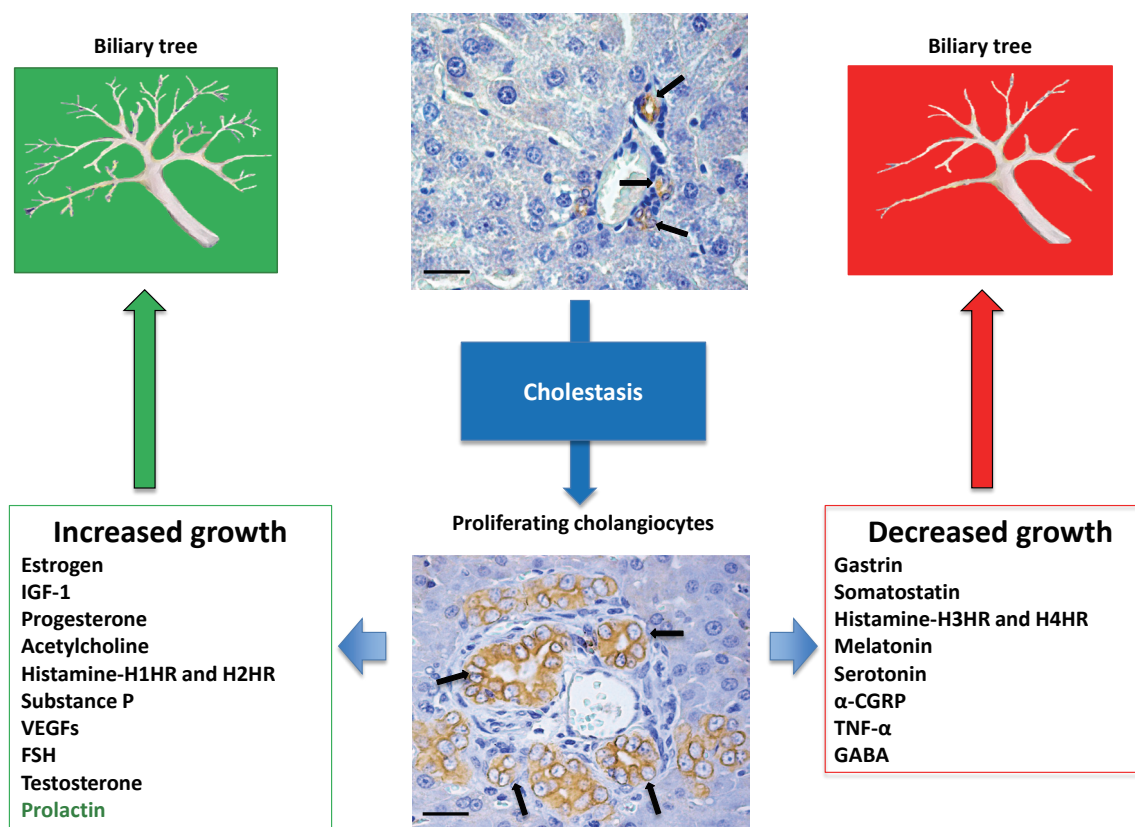 Biliary tree
Biliary tree
Cholestasis
Proliferating cholangiocytes
Increased growth
Estrogen
IGF-1
Progesterone
Acetylcholine
Histamine-H1HR and H2HR
Substance P
VEGFs
FSH
Testosterone
Prolactin
Decreased growth
Gastrin
Somatostatin
Histamine-H3HR and H4HR
Melatonin
Serotonin
α-CGRP
TNF-α
GABA